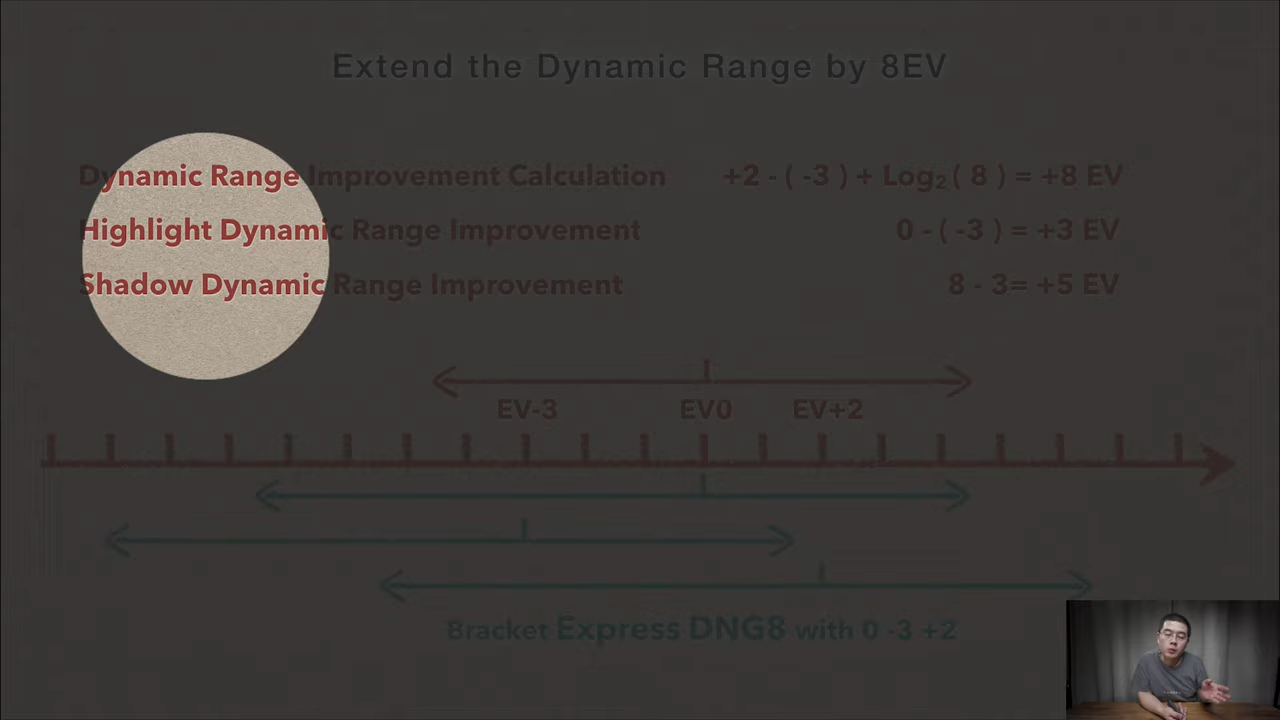 Extend the Dynamic Range by 8EV
Dynamic Range Improvement Calculation +2 - ( -3 ) + Log₂ ( 8 ) = +8 EV
Highlight Dynamic Range Improvement 0 - ( -3 ) = +3 EV
Shadow Dynamic Range Improvement 8 - 3= +5 EV
EV-3 EV0 EV+2
Bracket Express DNG8 with 0 -3 +2